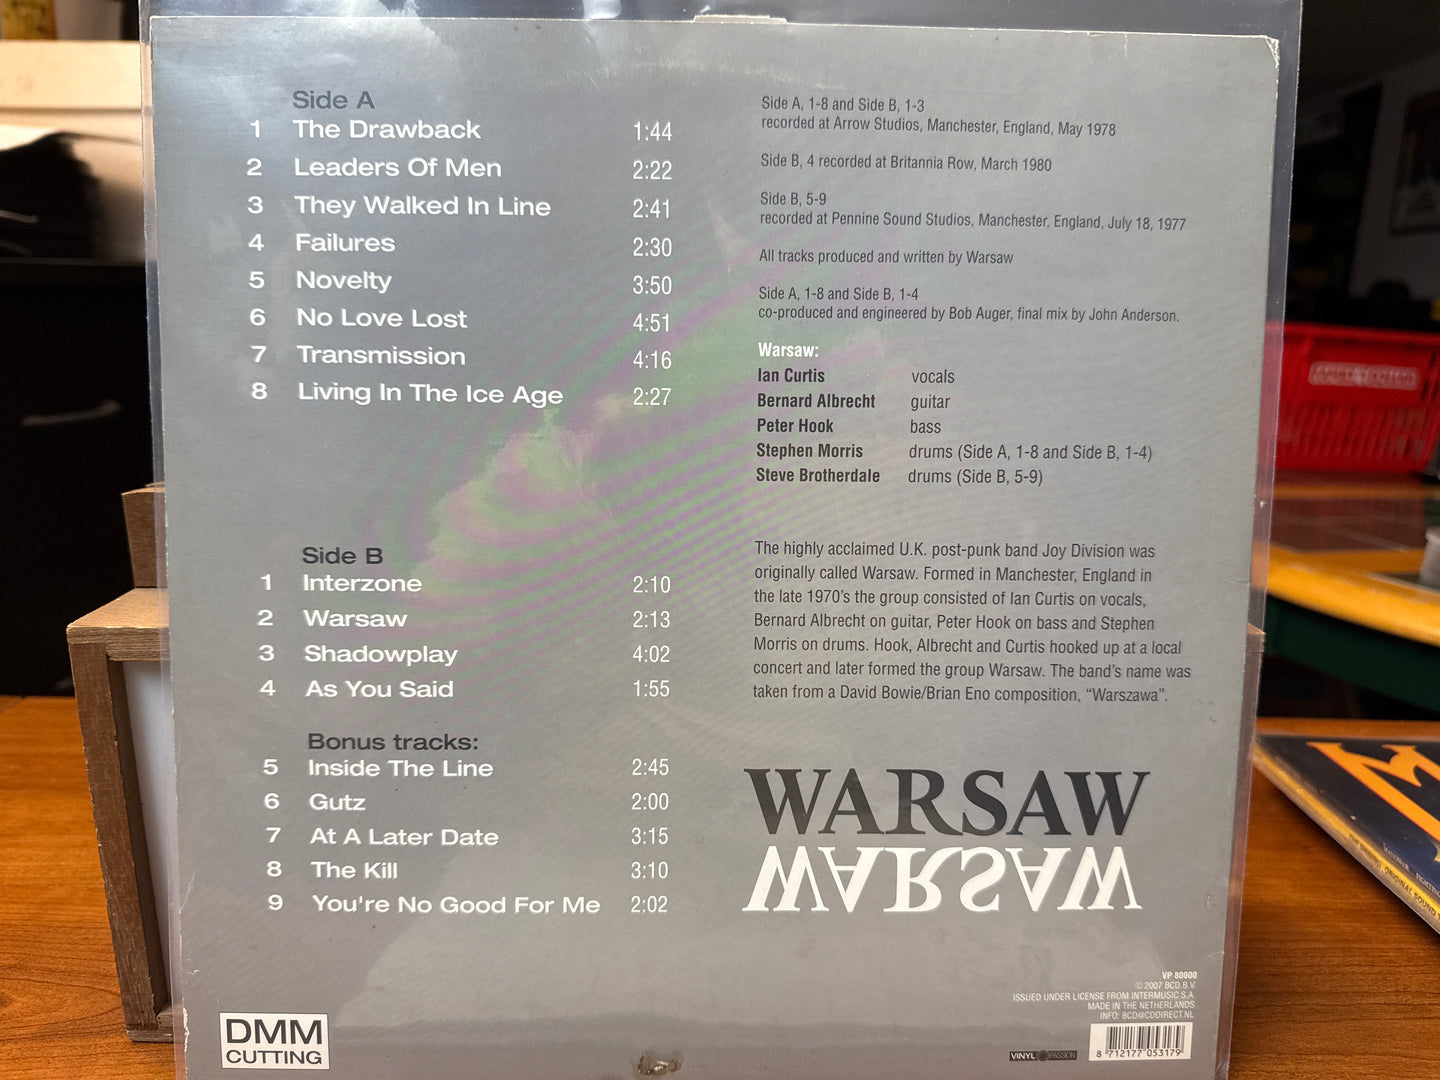 Side A
1 The Drawback 1:44
2 Leaders Of Men 2:22
3 They Walked In Line 2:41
4 Failures 2:30
5 Novelty 3:50
6 No Love Lost 4:51
7 Transmission 4:16
8 Living In The Ice Age 2:27
Side B
1 Interzone 2:10
2 Warsaw 2:13
3 Shadowplay 4:02
4 As You Said 1:55
Bonus tracks:
5 Inside The Line 2:45
6 Gutz 2:00
7 At A Later Date 3:15
8 The Kill 3:10
9 You're No Good For Me 2:02
DMM
CUTTING
Side A, 1-8 and Side B, 1-3
recorded at Arrow Studios, Manchester, England, May 1978
Side B, 4 recorded at Britannia Row, March 1980
Side B, 5-9
recorded at Pennine Sound Studios, Manchester, England, July 18, 1977
All tracks produced and written by Warsaw
Side A, 1-8 and Side B, 1-4
co-produced and engineered by Bob Auger, final mix by John Anderson.
Warsaw:
Ian Curtis vocals
Bernard Albrecht guitar
Peter Hook bass
Stephen Morris drums (Side A, 1-8 and Side B, 1-4)
Steve Brotherdale drums (Side B, 5-9)
The highly acclaimed U.K. post-punk band Joy Division was
originally called Warsaw. Formed in Manchester, England in
the late 1970's the group consisted of Ian Curtis on vocals,
Bernard Albrecht on guitar, Peter Hook on bass and Stephen
Morris on drums. Hook, Albrecht and Curtis hooked up at a local
concert and later formed the group Warsaw. The band's name was
taken from a David Bowie/Brian Eno composition, “Warszawa”.
WARSAW
WARSAW
VP 80000
© 2007 BCD.B.V.
ISSUED UNDER LICENSE FROM INTERMUSIC S.A.
MADE IN THE NETHERLANDS
INFO: BCD@CDDIRECT.NL
VINYL PASSION
8 712177 053179